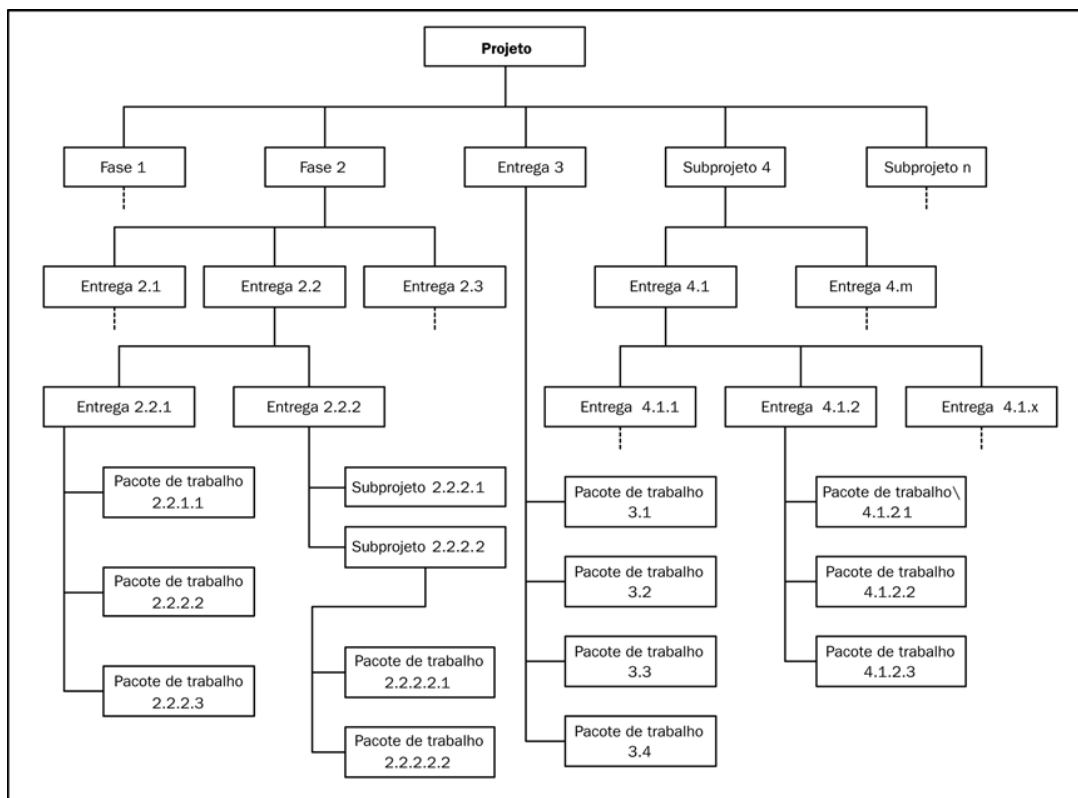 Projeto
Fase 1
Fase 2
Entrega 3
Subprojeto 4
Subprojeto n
Entrega 2.1
Entrega 2.2
Entrega 2.3
Entrega 4.1
Entrega 4.m
Entrega 2.2.1
Entrega 2.2.2
Entrega 4.1.1
Entrega 4.1.2
Entrega 4.1.x
Pacote de trabalho
2.2.1.1
Pacote de trabalho
2.2.2.2
Pacote de trabalho
2.2.2.3
Subprojeto 2.2.2.1
Subprojeto 2.2.2.2
Pacote de trabalho
2.2.2.2.1
Pacote de trabalho
2.2.2.2.2
Pacote de trabalho
3.1
Pacote de trabalho
3.2
Pacote de trabalho
3.3
Pacote de trabalho
3.4
Pacote de trabalho\
4.1.2 1
Pacote de trabalho
4.1.2.2
Pacote de trabalho
4.1.2.3